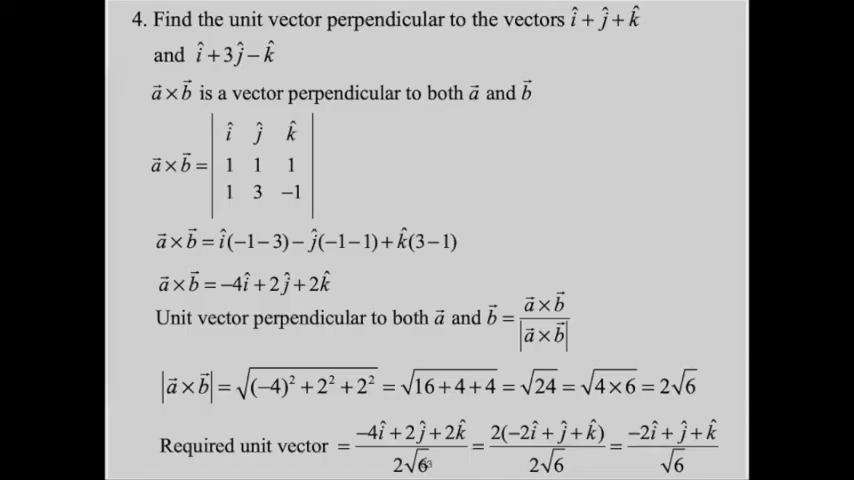 4. Find the unit vector perpendicular to the vectors î + ĵ + k̂
and î + 3ĵ − k̂
a⃗ × b⃗ is a vector perpendicular to both a⃗ and b⃗
a⃗ × b⃗ = | î ĵ k̂ |
| 1 1 1 |
| 1 3 −1 |
a⃗ × b⃗ = î(−1 − 3) − ĵ(−1 − 1) + k̂(3 − 1)
a⃗ × b⃗ = −4î + 2ĵ + 2k̂
Unit vector perpendicular to both a⃗ and b⃗ = (a⃗ × b⃗) / |a⃗ × b⃗|
|a⃗ × b⃗| = √((−4)² + 2² + 2²) = √(16 + 4 + 4) = √24 = √(4 × 6) = 2√6
Required unit vector = (−4î + 2ĵ + 2k̂) / 2√6 = 2(−2î + ĵ + k̂) / 2√6 = (−2î + ĵ + k̂) / √6